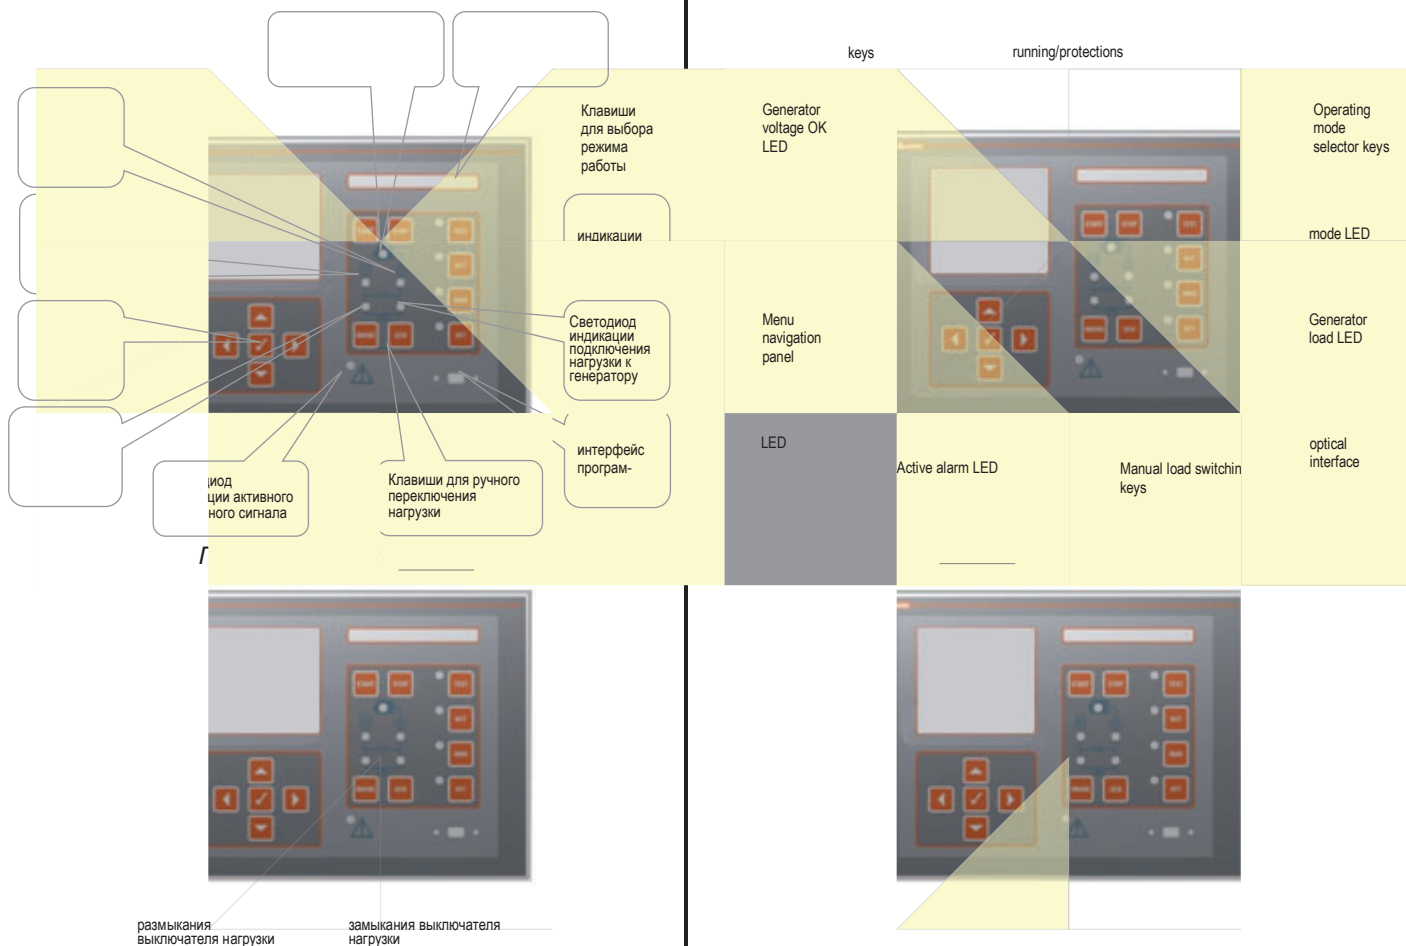 keys
running/protections
Клавиши
для выбора
режима
работы
индикации
Светодиод
индикации
подключения
нагрузки к
генератору
интерфейс
програм-
ции активного
ного сигнала
Клавиши для ручного
переключения
нагрузки
размыкания
выключателя нагрузки
замыкания выключателя
нагрузки
Generator
voltage OK
LED
Operating
mode
selector keys
mode LED
Menu
navigation
panel
Generator
load LED
LED
Active alarm LED
Manual load switchin
keys
optical
interface